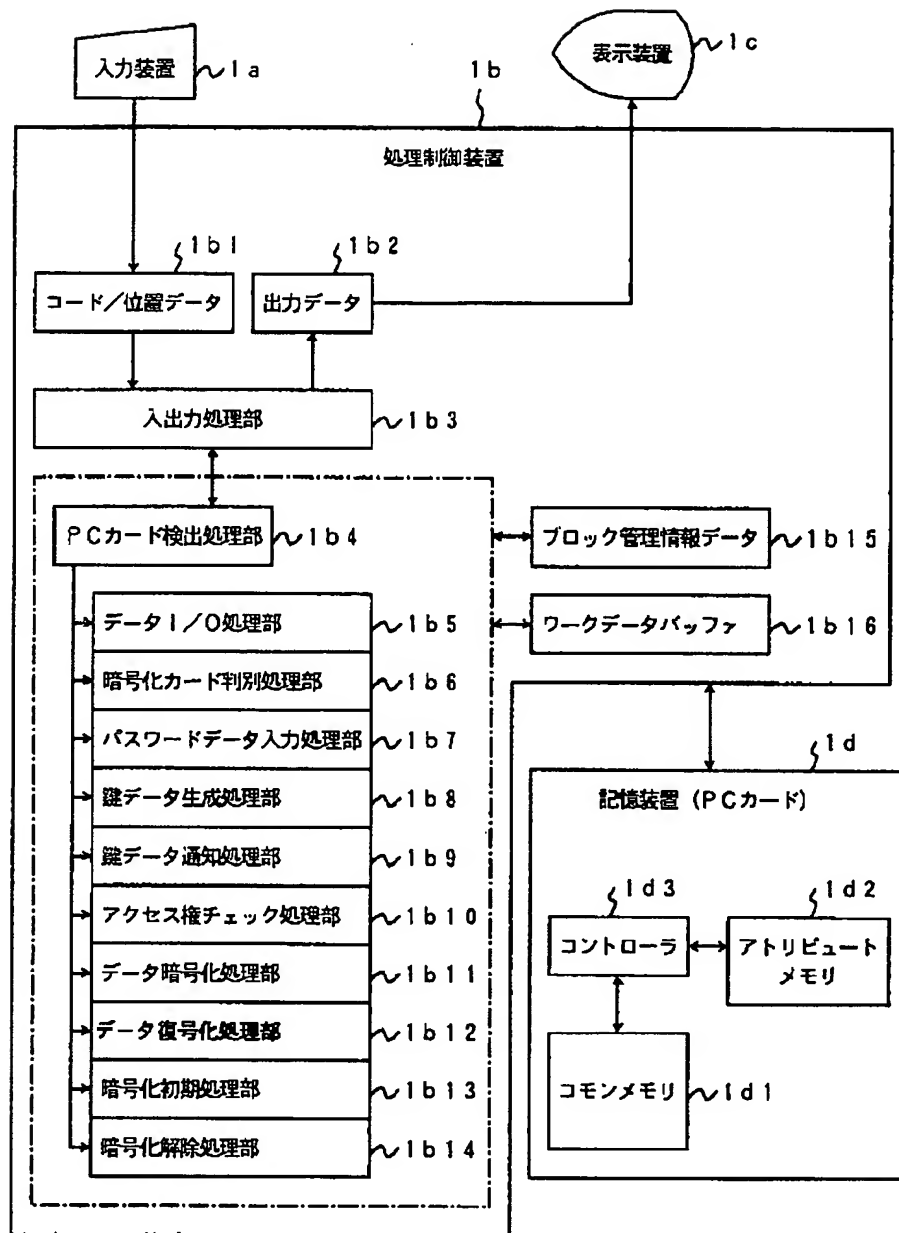 入力装置 1a
表示装置 1c
1b
処理制御装置
1b1
1b2
コード／位置データ
出力データ
入出力処理部 1b3
PCカード検出処理部 1b4
ブロック管理情報データ 1b15
ワークデータバッファ 1b16
データI／O処理部 1b5
暗号化カード判別処理部 1b6
パスワードデータ入力処理部 1b7
鍵データ生成処理部 1b8
鍵データ通知処理部 1b9
アクセス権チェック処理部 1b10
データ暗号化処理部 1b11
データ復号化処理部 1b12
暗号化初期処理部 1b13
暗号化解除処理部 1b14
1d
記憶装置（PCカード）
1d3
1d2
コントローラ
アトリビュート
メモリ
コモンメモリ 1d1